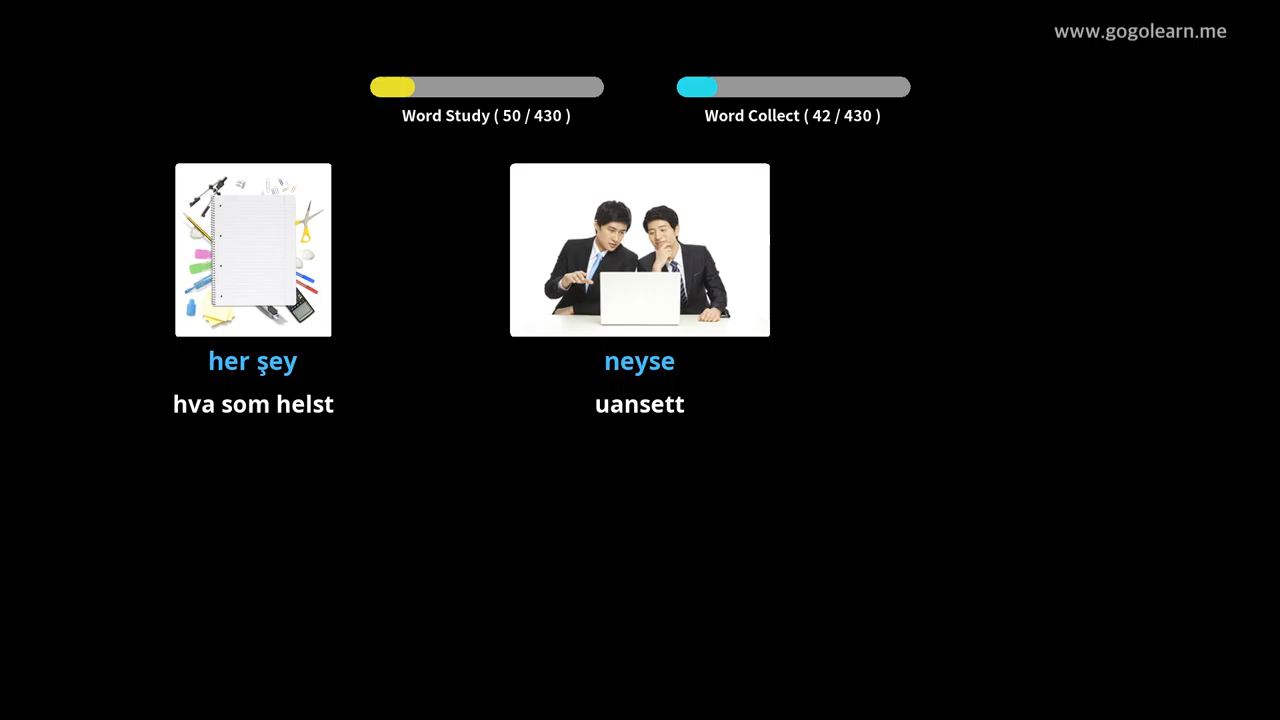 www.gogolearn.me
Word Study ( 50 / 430 )
Word Collect ( 42 / 430 )
her şey
neyse
hva som helst
uansett